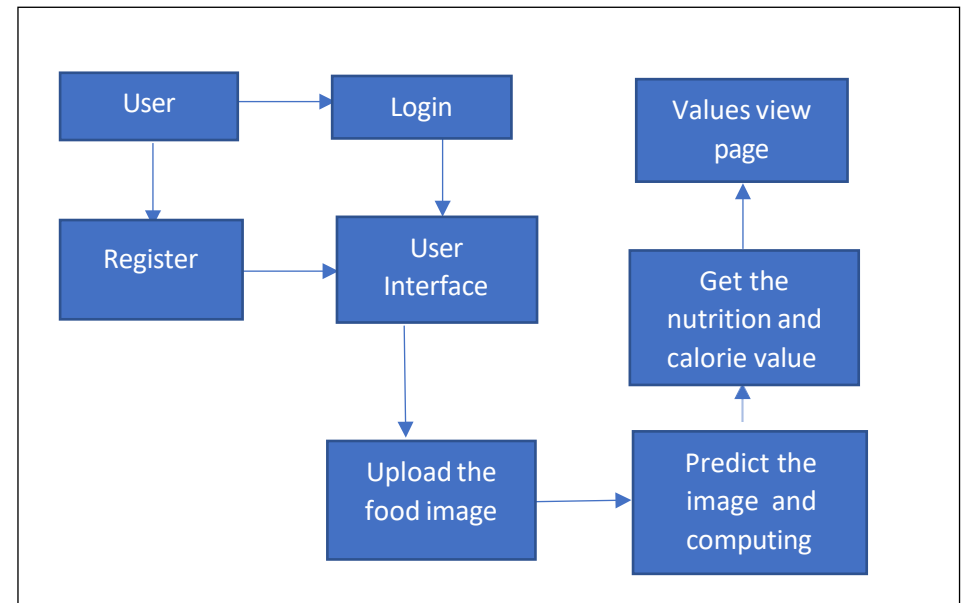 User
Login
Values view
page
Register
User
Interface
Get the
nutrition and
calorie value
Upload the
food image
Predict the
image and
computing